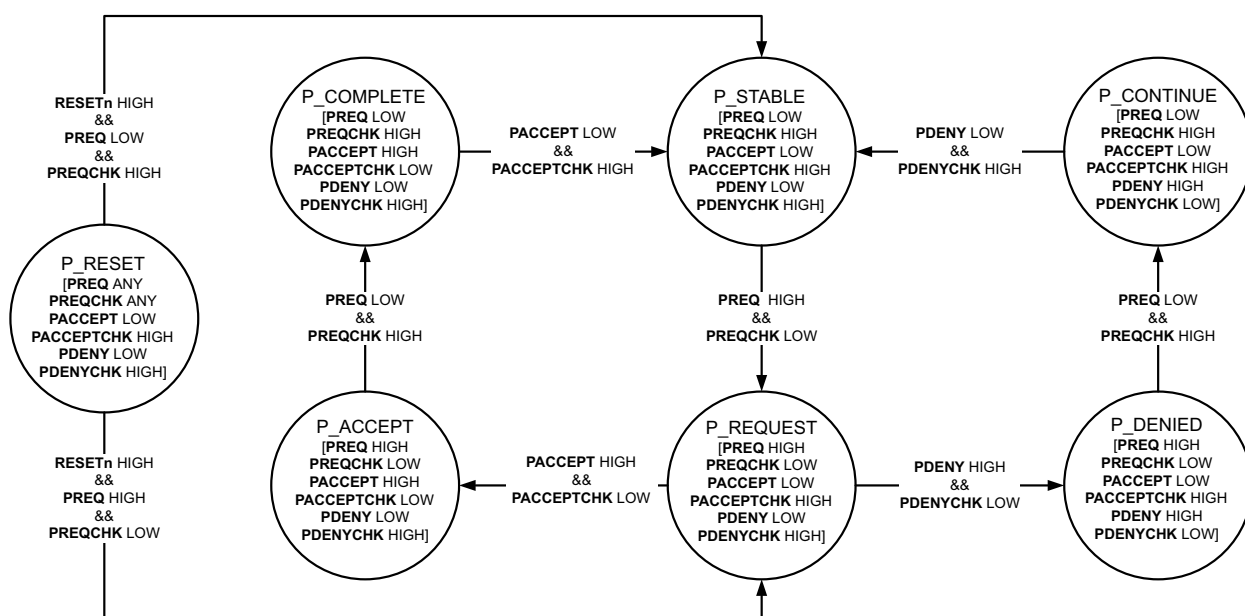 RESETn HIGH
&&
PREQ LOW
&&
PREQCHK HIGH
P_COMPLETE
[PREQ LOW
PREQCHK HIGH
PACCEPT HIGH
PACCEPTCHK LOW
PDENY LOW
PDENYCHK HIGH]
PACCEPT LOW
&&
PACCEPTCHK HIGH
P_STABLE
[PREQ LOW
PREQCHK HIGH
PACCEPT LOW
PACCEPTCHK HIGH
PDENY LOW
PDENYCHK HIGH]
PDENY LOW
&&
PDENYCHK HIGH
P_CONTINUE
[PREQ LOW
PREQCHK HIGH
PACCEPT LOW
PACCEPTCHK HIGH
PDENY HIGH
PDENYCHK LOW]
P_RESET
[PREQ ANY
PREQCHK ANY
PACCEPT LOW
PACCEPTCHK HIGH
PDENY LOW
PDENYCHK HIGH]
PREQ LOW
&&
PREQCHK HIGH
PREQ HIGH
&&
PREQCHK LOW
PREQ LOW
&&
PREQCHK HIGH
RESETn HIGH
&&
PREQ HIGH
&&
PREQCHK LOW
P_ACCEPT
[PREQ HIGH
PREQCHK LOW
PACCEPT HIGH
PACCEPTCHK LOW
PDENY LOW
PDENYCHK HIGH]
PACCEPT HIGH
&&
PACCEPTCHK LOW
P_REQUEST
[PREQ HIGH
PREQCHK LOW
PACCEPT LOW
PACCEPTCHK HIGH
PDENY LOW
PDENYCHK HIGH]
PDENY HIGH
&&
PDENYCHK LOW
P_DENIED
[PREQ HIGH
PREQCHK LOW
PACCEPT LOW
PACCEPTCHK HIGH
PDENY HIGH
PDENYCHK LOW]